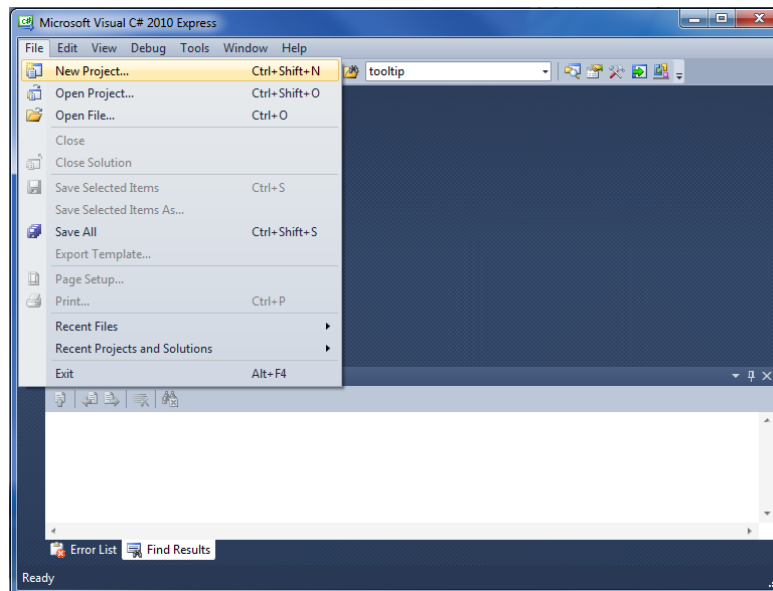 Microsoft Visual C# 2010 Express
File Edit View Debug Tools Window Help
New Project... Ctrl+Shift+N
tooltip
Open Project... Ctrl+Shift+O
Open File... Ctrl+O
Close
Close Solution
Save Selected Items Ctrl+S
Save Selected Items As...
Save All Ctrl+Shift+S
Export Template...
Page Setup...
Print... Ctrl+P
Recent Files
Recent Projects and Solutions
Exit Alt+F4
Error List Find Results
Ready